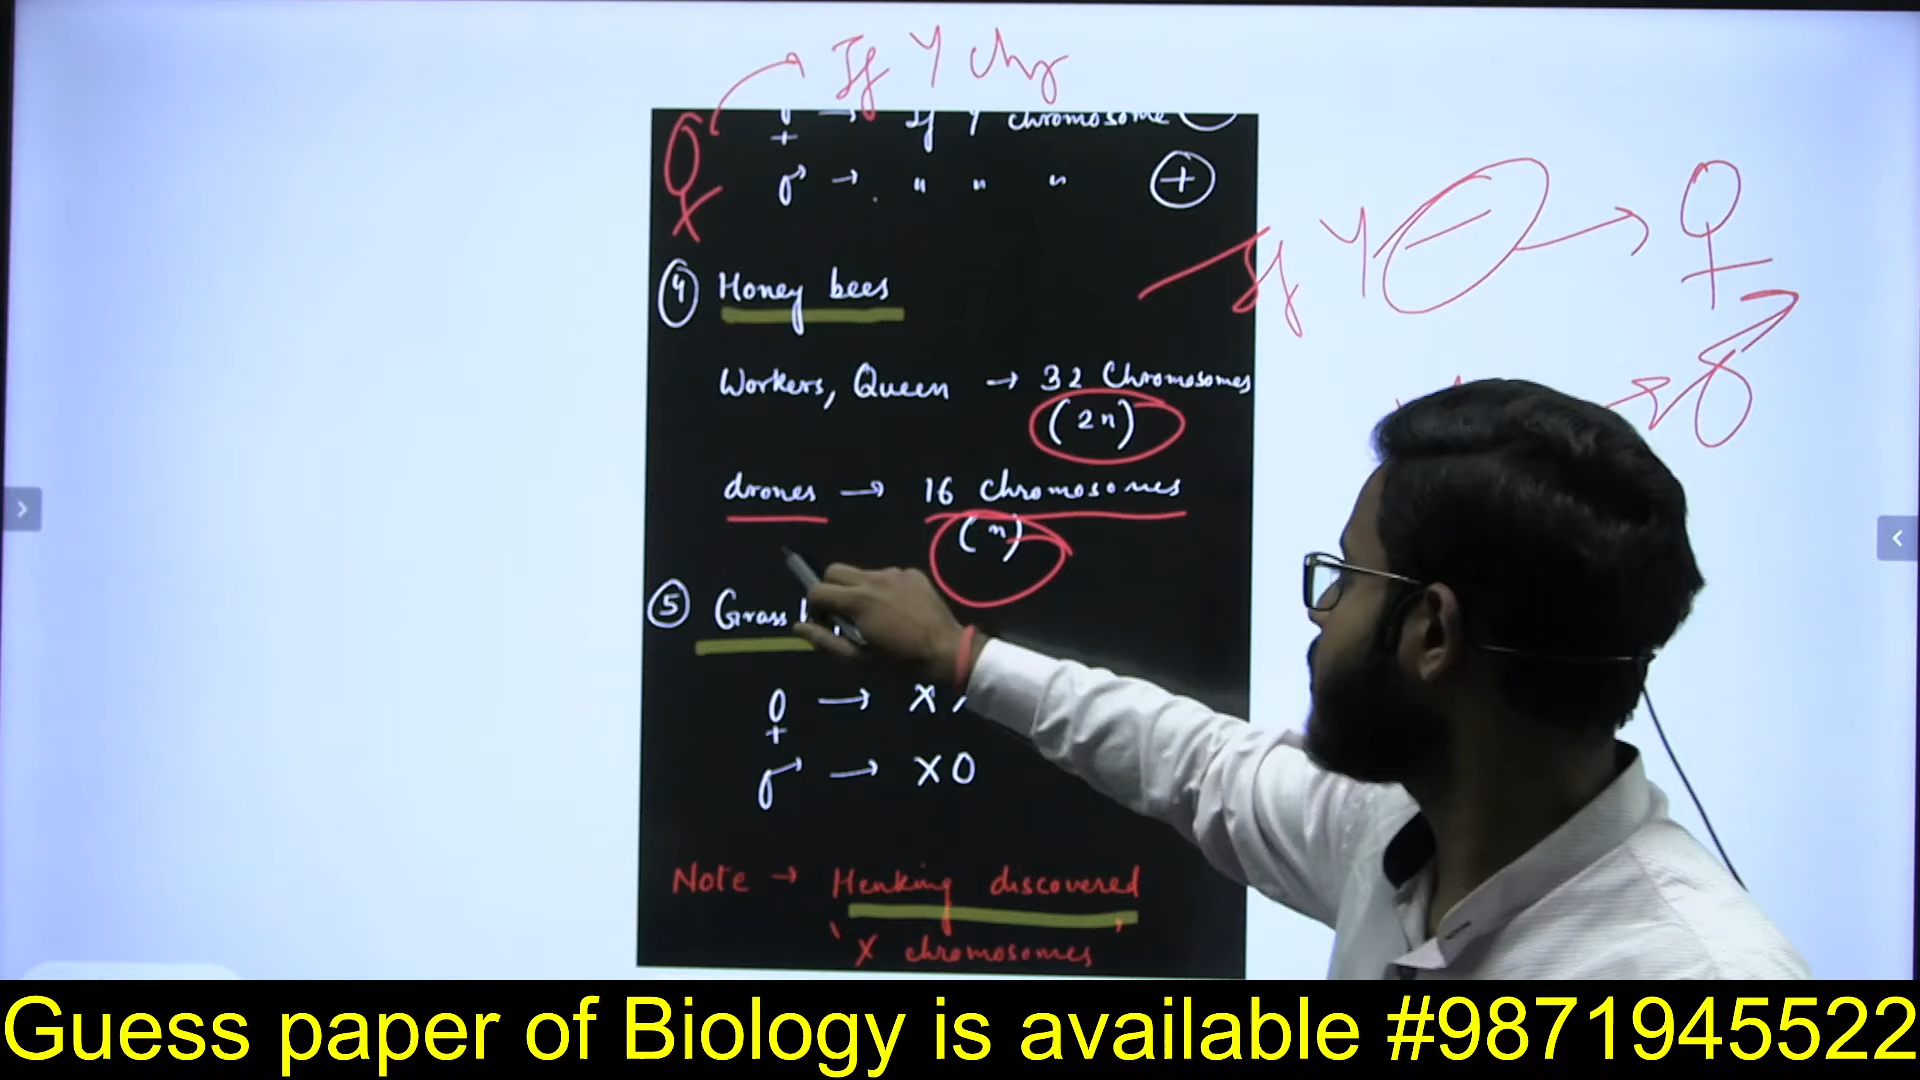 If Y Chr
♀ → If Y chromosome -
♂ → " " " +
If Y - → ♀
④ Honey bees
Workers, Queen → 32 Chromosomes
(2n)
drones → 16 chromosomes
(n)
⑤ Grass
♀ → X
♂ → XO
Note → Henking discovered
'X chromosomes'
Guess paper of Biology is available #9871945522